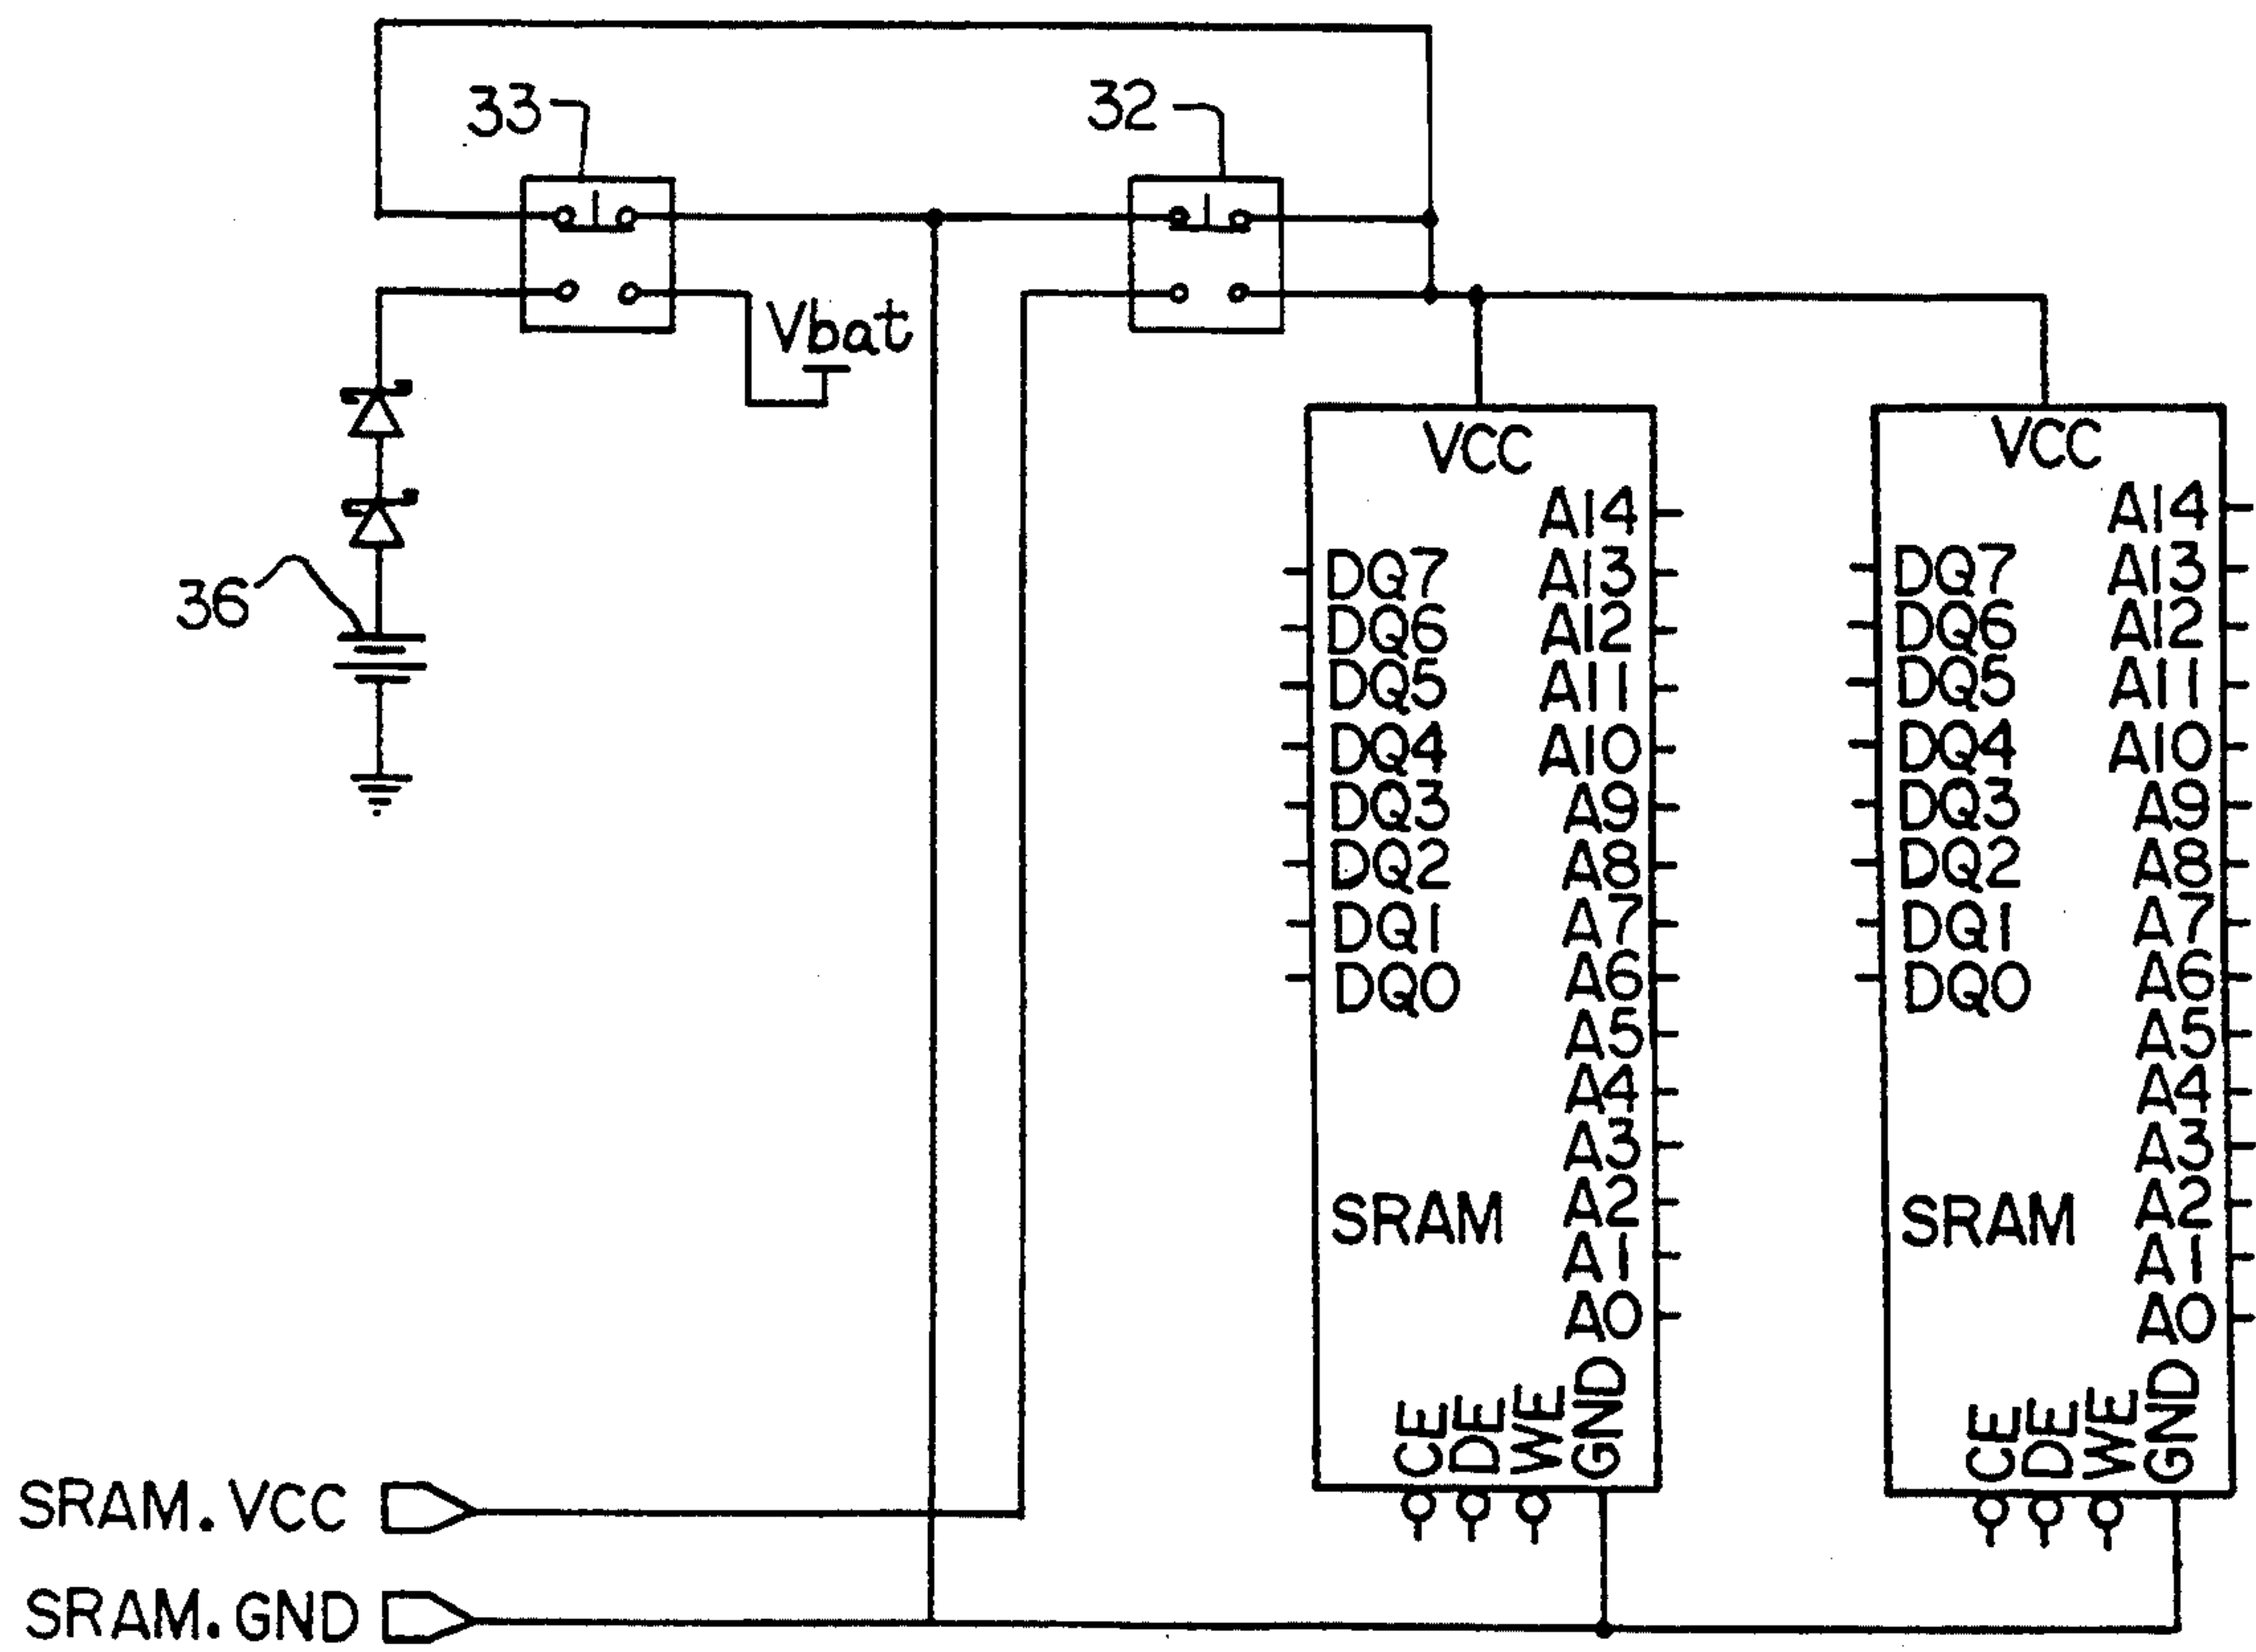 33
32
Vbat
36
VCC
A14
DQ7
A13
DQ6
A12
DQ5
A11
DQ4
A10
DQ3
A9
DQ2
A8
DQ1
A7
DQ0
A6
A5
A4
A3
SRAM
A2
A1
A0
CE
DE
WE
GND
VCC
A14
DQ7
A13
DQ6
A12
DQ5
A11
DQ4
A10
DQ3
A9
DQ2
A8
DQ1
A7
DQ0
A6
A5
A4
A3
SRAM
A2
A1
A0
CE
DE
WE
GND
SRAM.VCC
SRAM.GND